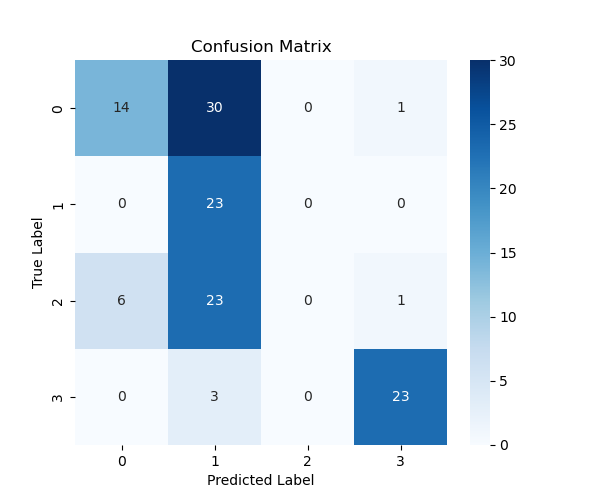 Confusion Matrix
True Label
0 14 30 0 1
1 0 23 0 0
2 6 23 0 1
3 0 3 0 23
0 1 2 3
Predicted Label
30
25
20
15
10
5
0